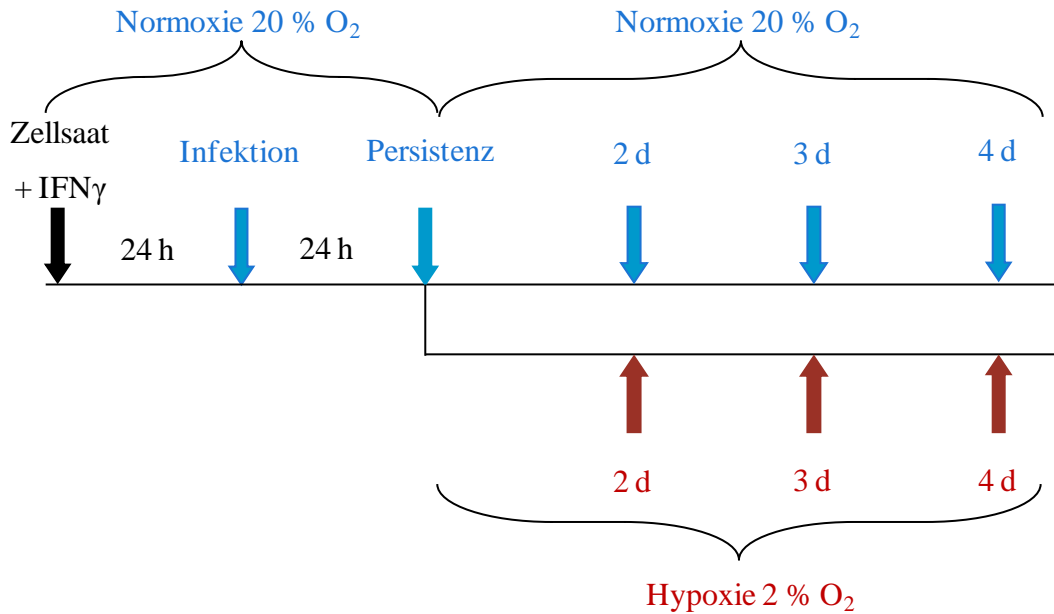 Normoxie 20 % O₂
Normoxie 20 % O₂
Zellsaat
+ IFNγ
Infektion
Persistenz
2 d
3 d
4 d
24 h
24 h
2 d
3 d
4 d
Hypoxie 2 % O₂